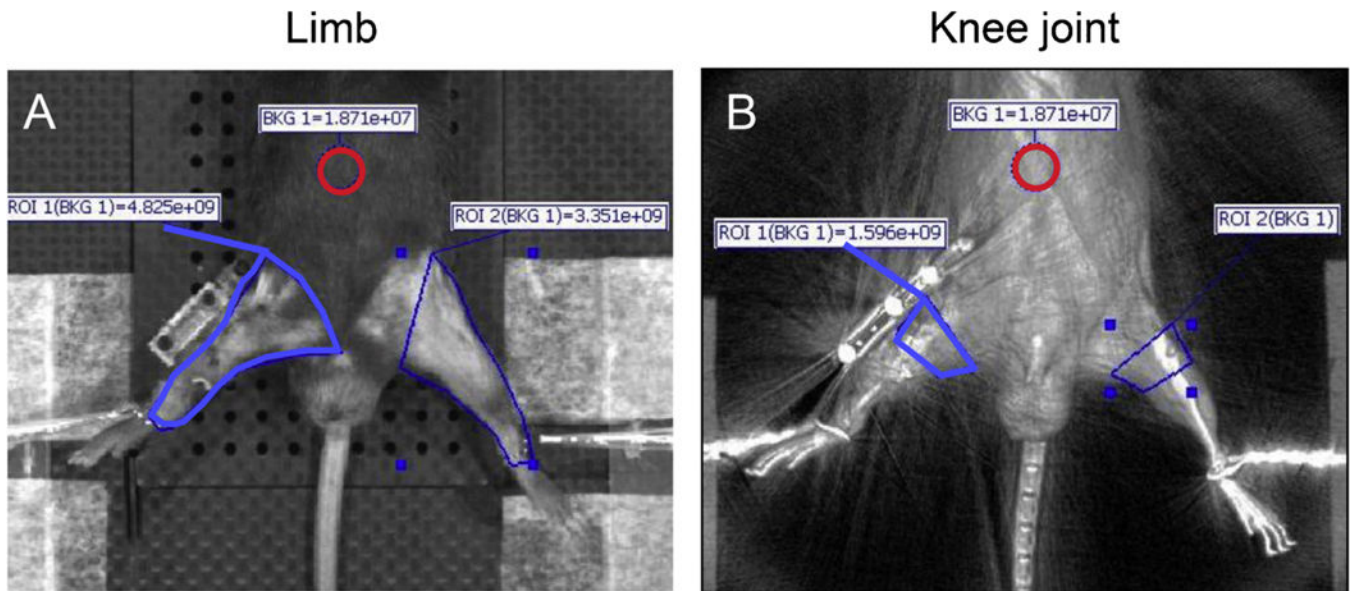 Limb
Knee joint
A
BKG 1=1.871e+07
ROI 1(BKG 1)=4.825e+09
ROI 2(BKG 1)=3.351e+09
B
BKG 1=1.871e+07
ROI 1(BKG 1)=1.596e+09
ROI 2(BKG 1)